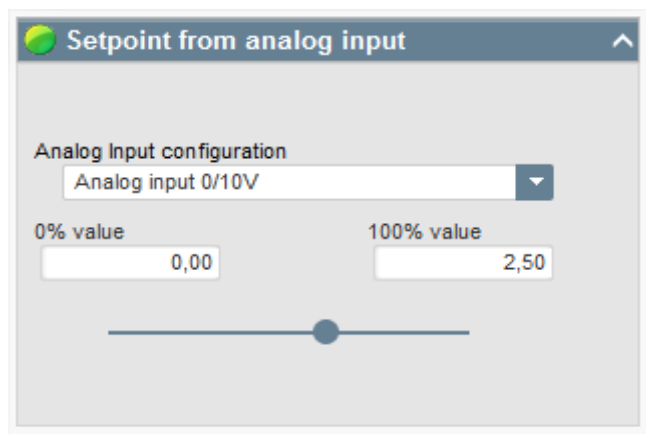 Setpoint from analog input
Analog Input configuration
Analog input 0/10V
0% value 100% value
0,00 2,50